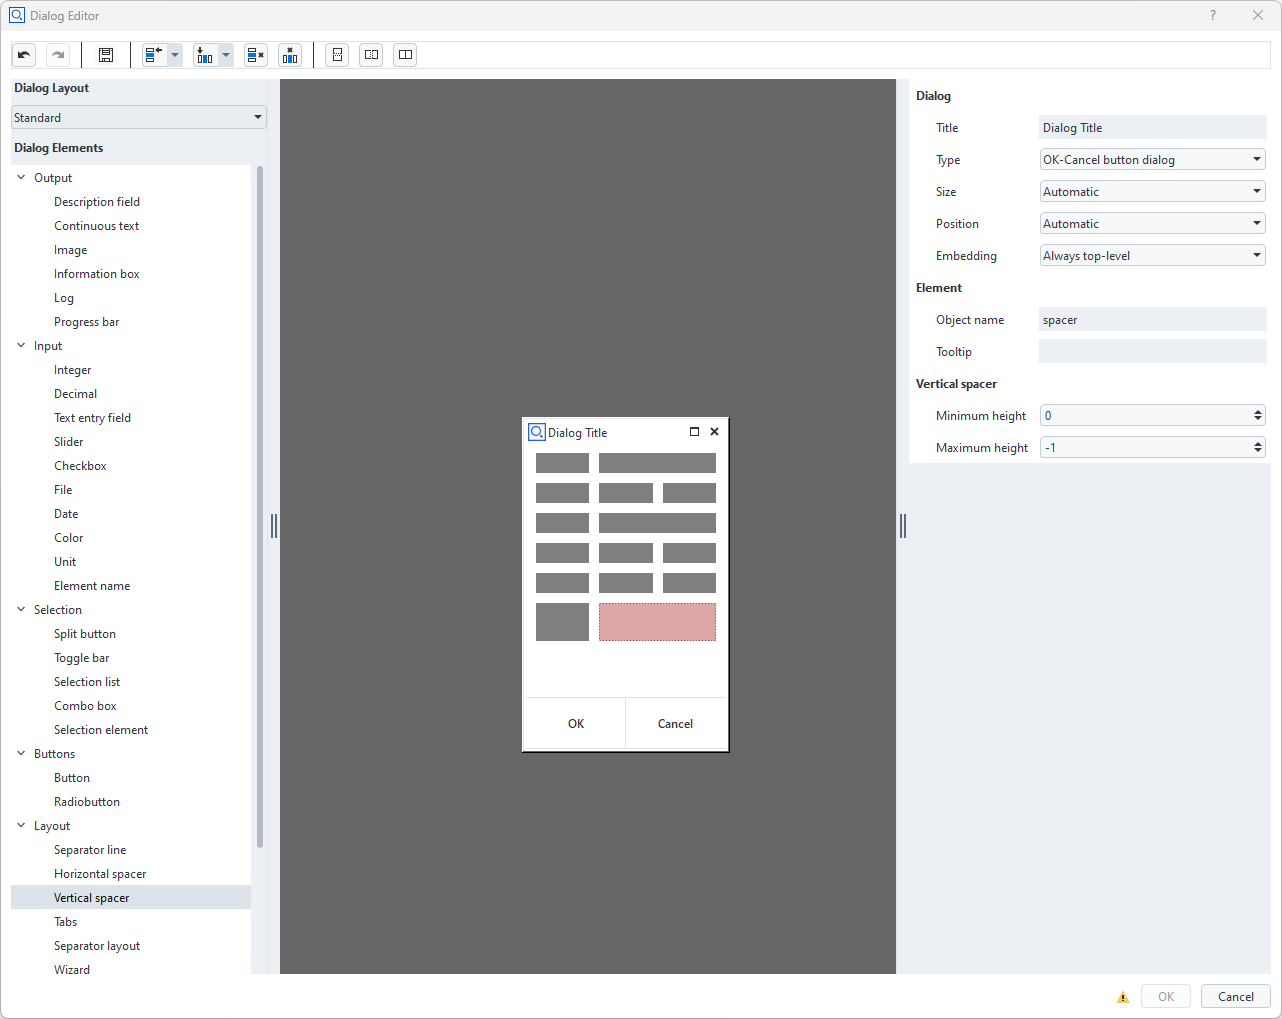 Dialog Editor
?
Dialog Layout
Standard
Dialog Elements
Output
Description field
Continuous text
Image
Information box
Log
Progress bar
Input
Integer
Decimal
Text entry field
Slider
Checkbox
File
Date
Color
Unit
Element name
Selection
Split button
Toggle bar
Selection list
Combo box
Selection element
Buttons
Button
Radiobutton
Layout
Separator line
Horizontal spacer
Vertical spacer
Tabs
Separator layout
Wizard
Dialog Title
OK
Cancel
Dialog
Title
Dialog Title
Type
OK-Cancel button dialog
Size
Automatic
Position
Automatic
Embedding
Always top-level
Element
Object name
spacer
Tooltip
Vertical spacer
Minimum height
0
Maximum height
-1
OK
Cancel